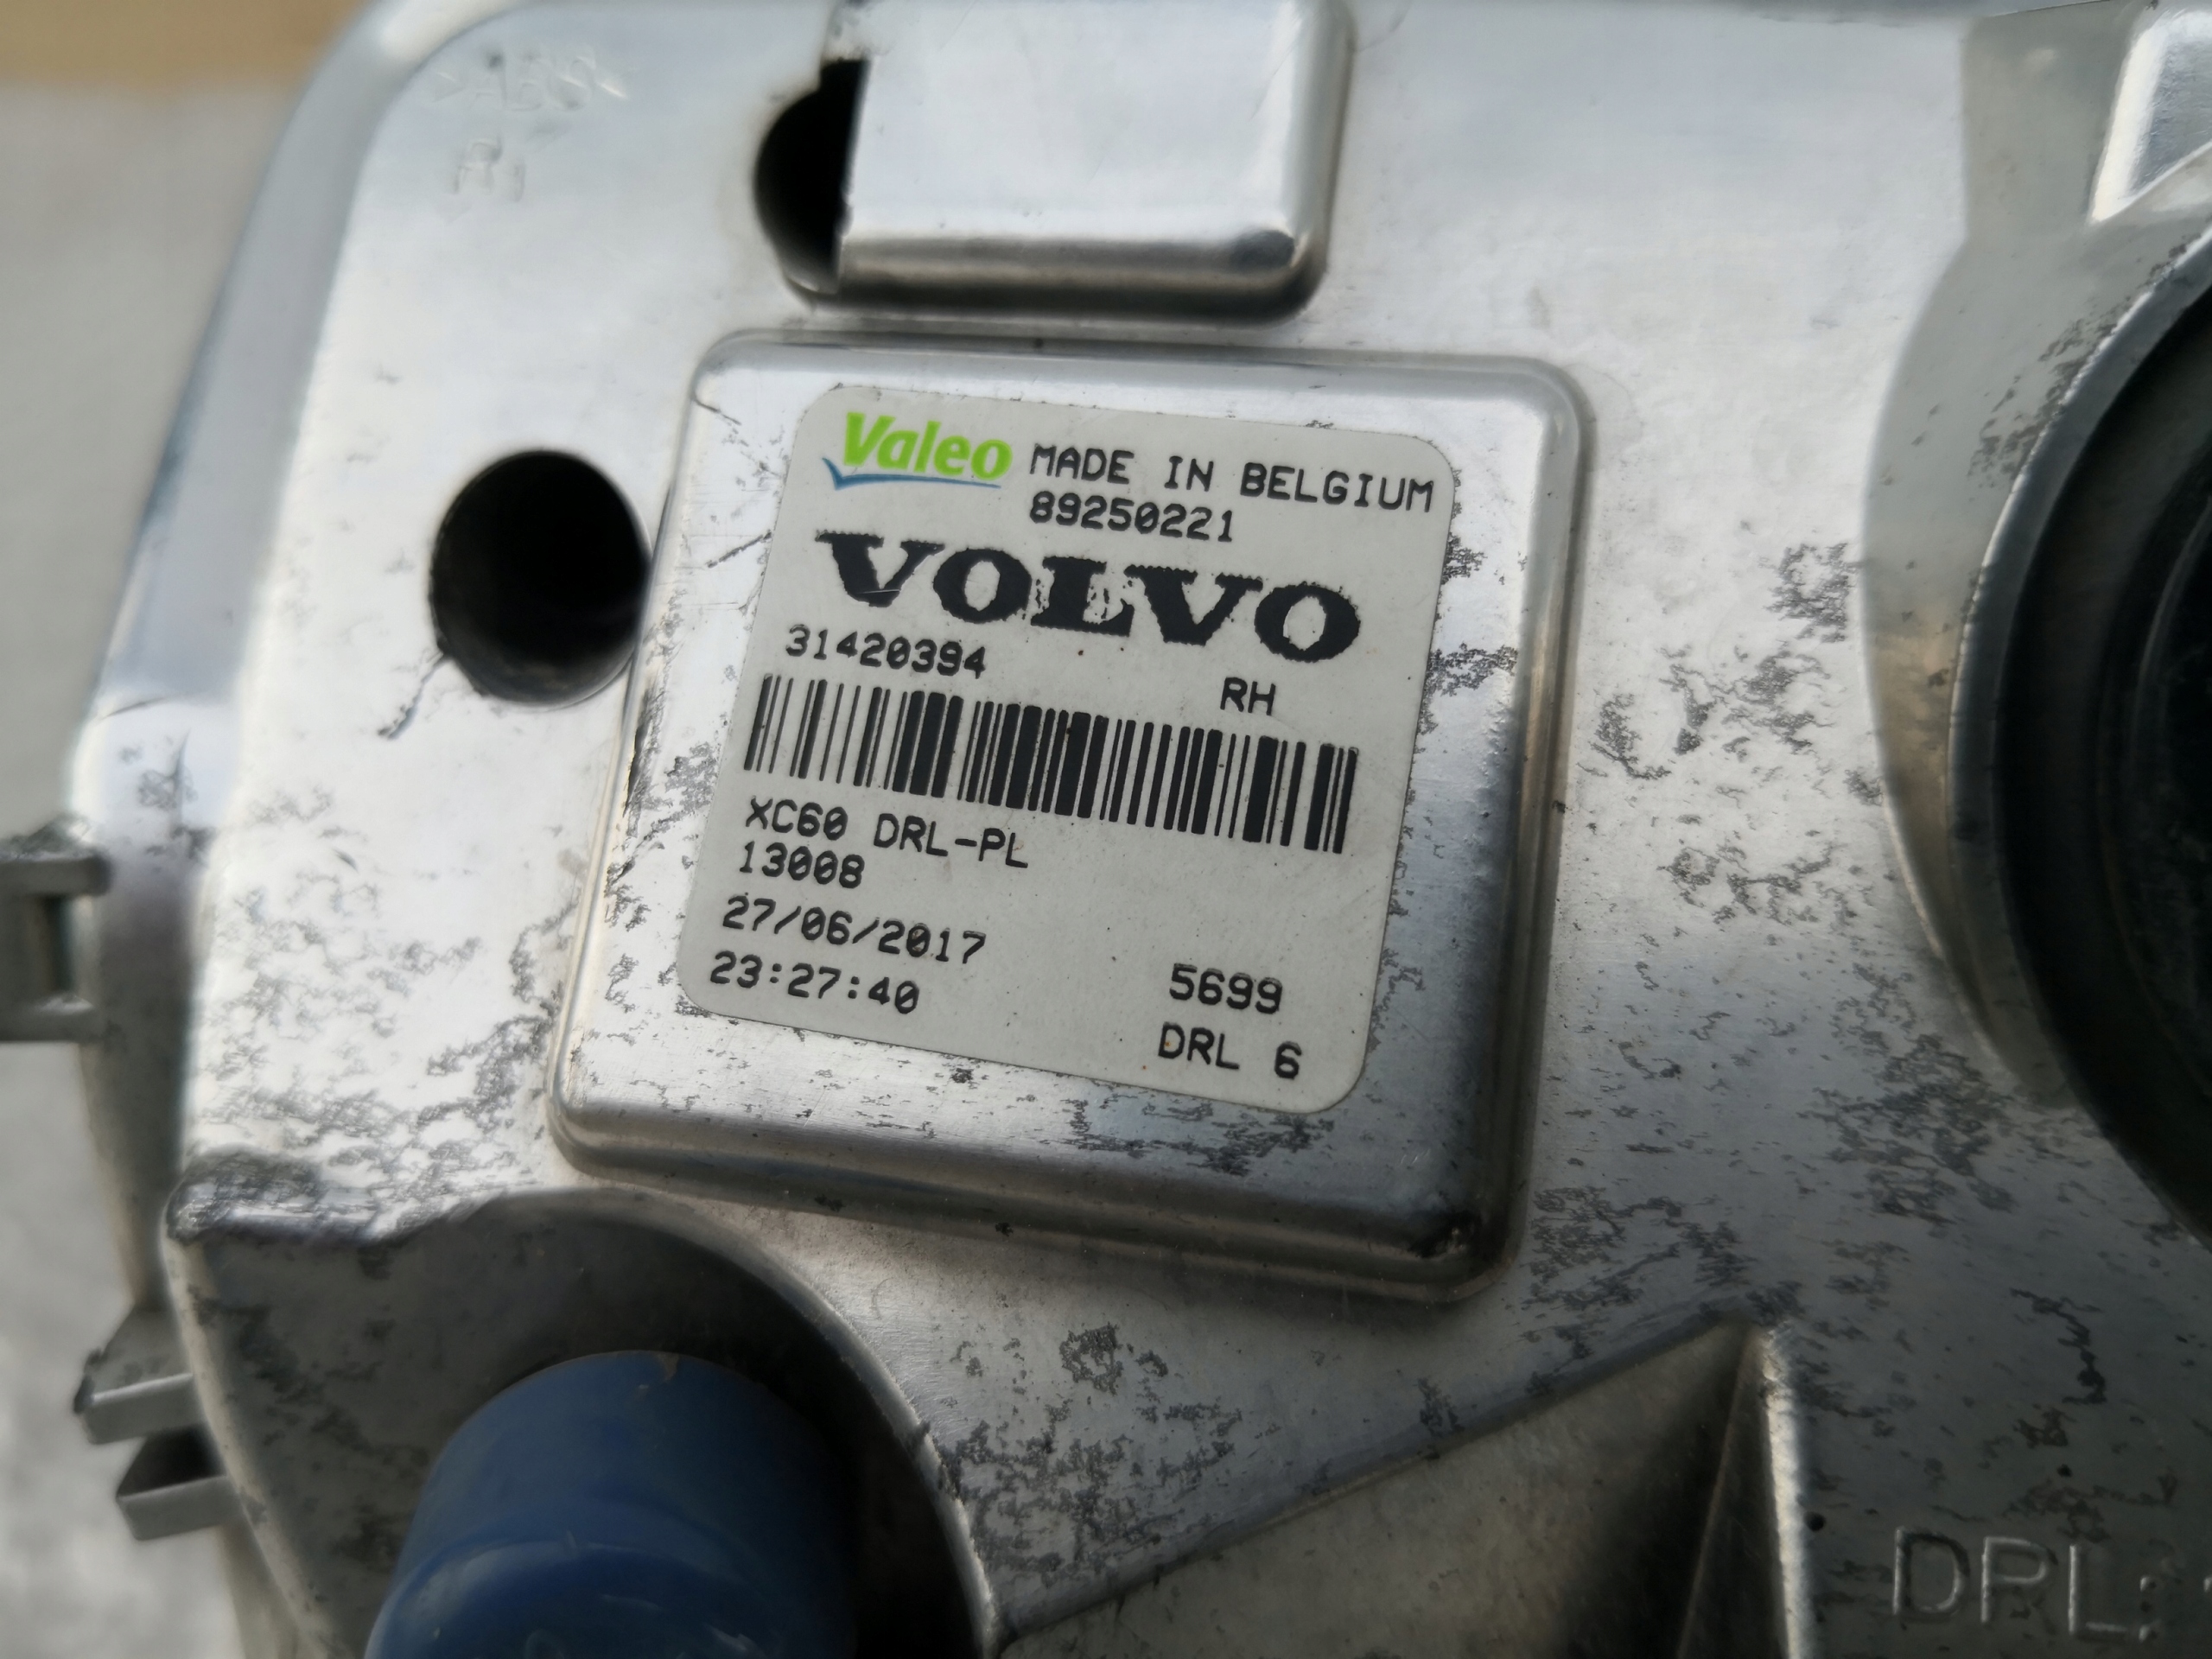 >ABS<
Valeo MADE IN BELGIUM
89250221
VOLVO
31420394
RH
XC60 DRL-PL
13008
27/06/2017
23:27:40
5699
DRL 6
DRL: